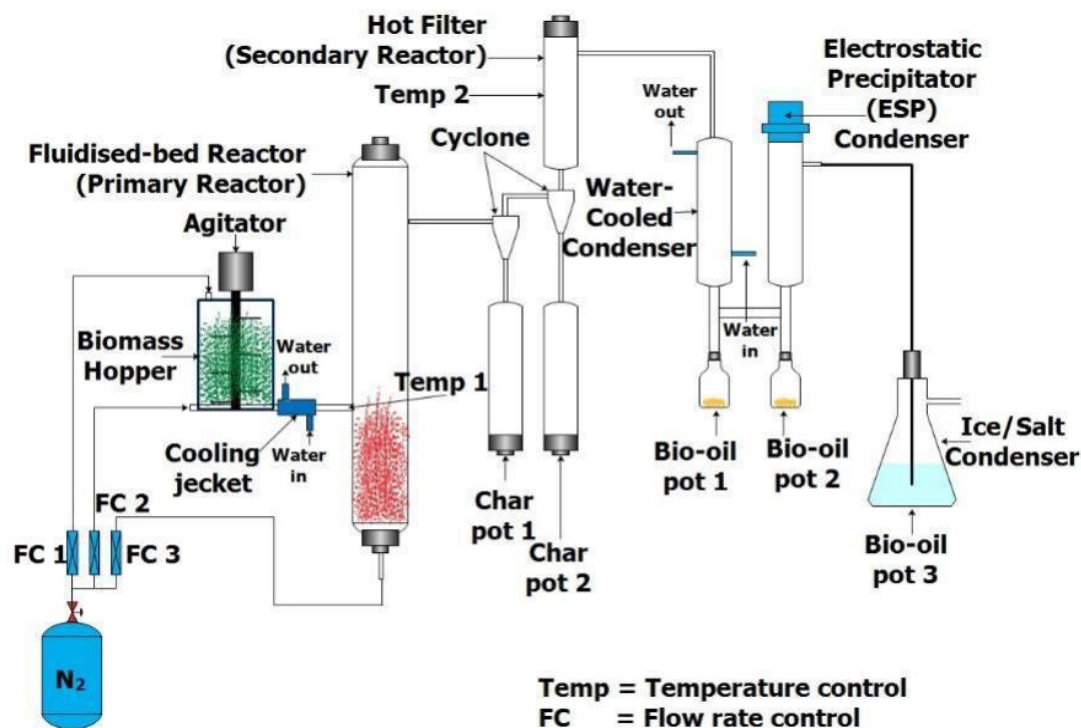 Hot Filter
(Secondary Reactor)
Temp 2
Electrostatic
Precipitator
(ESP)
Condenser
Water
out
Cyclone
Fluidised-bed Reactor
(Primary Reactor)
Water-
Cooled
Condenser
Agitator
Biomass
Hopper
Water
out
Temp 1
Water
in
Cooling
jecket
Water
in
Bio-oil
pot 1
Bio-oil
pot 2
Ice/Salt
Condenser
Char
pot 1
Char
pot 2
Bio-oil
pot 3
FC 2
FC 1
FC 3
N₂
Temp = Temperature control
FC = Flow rate control